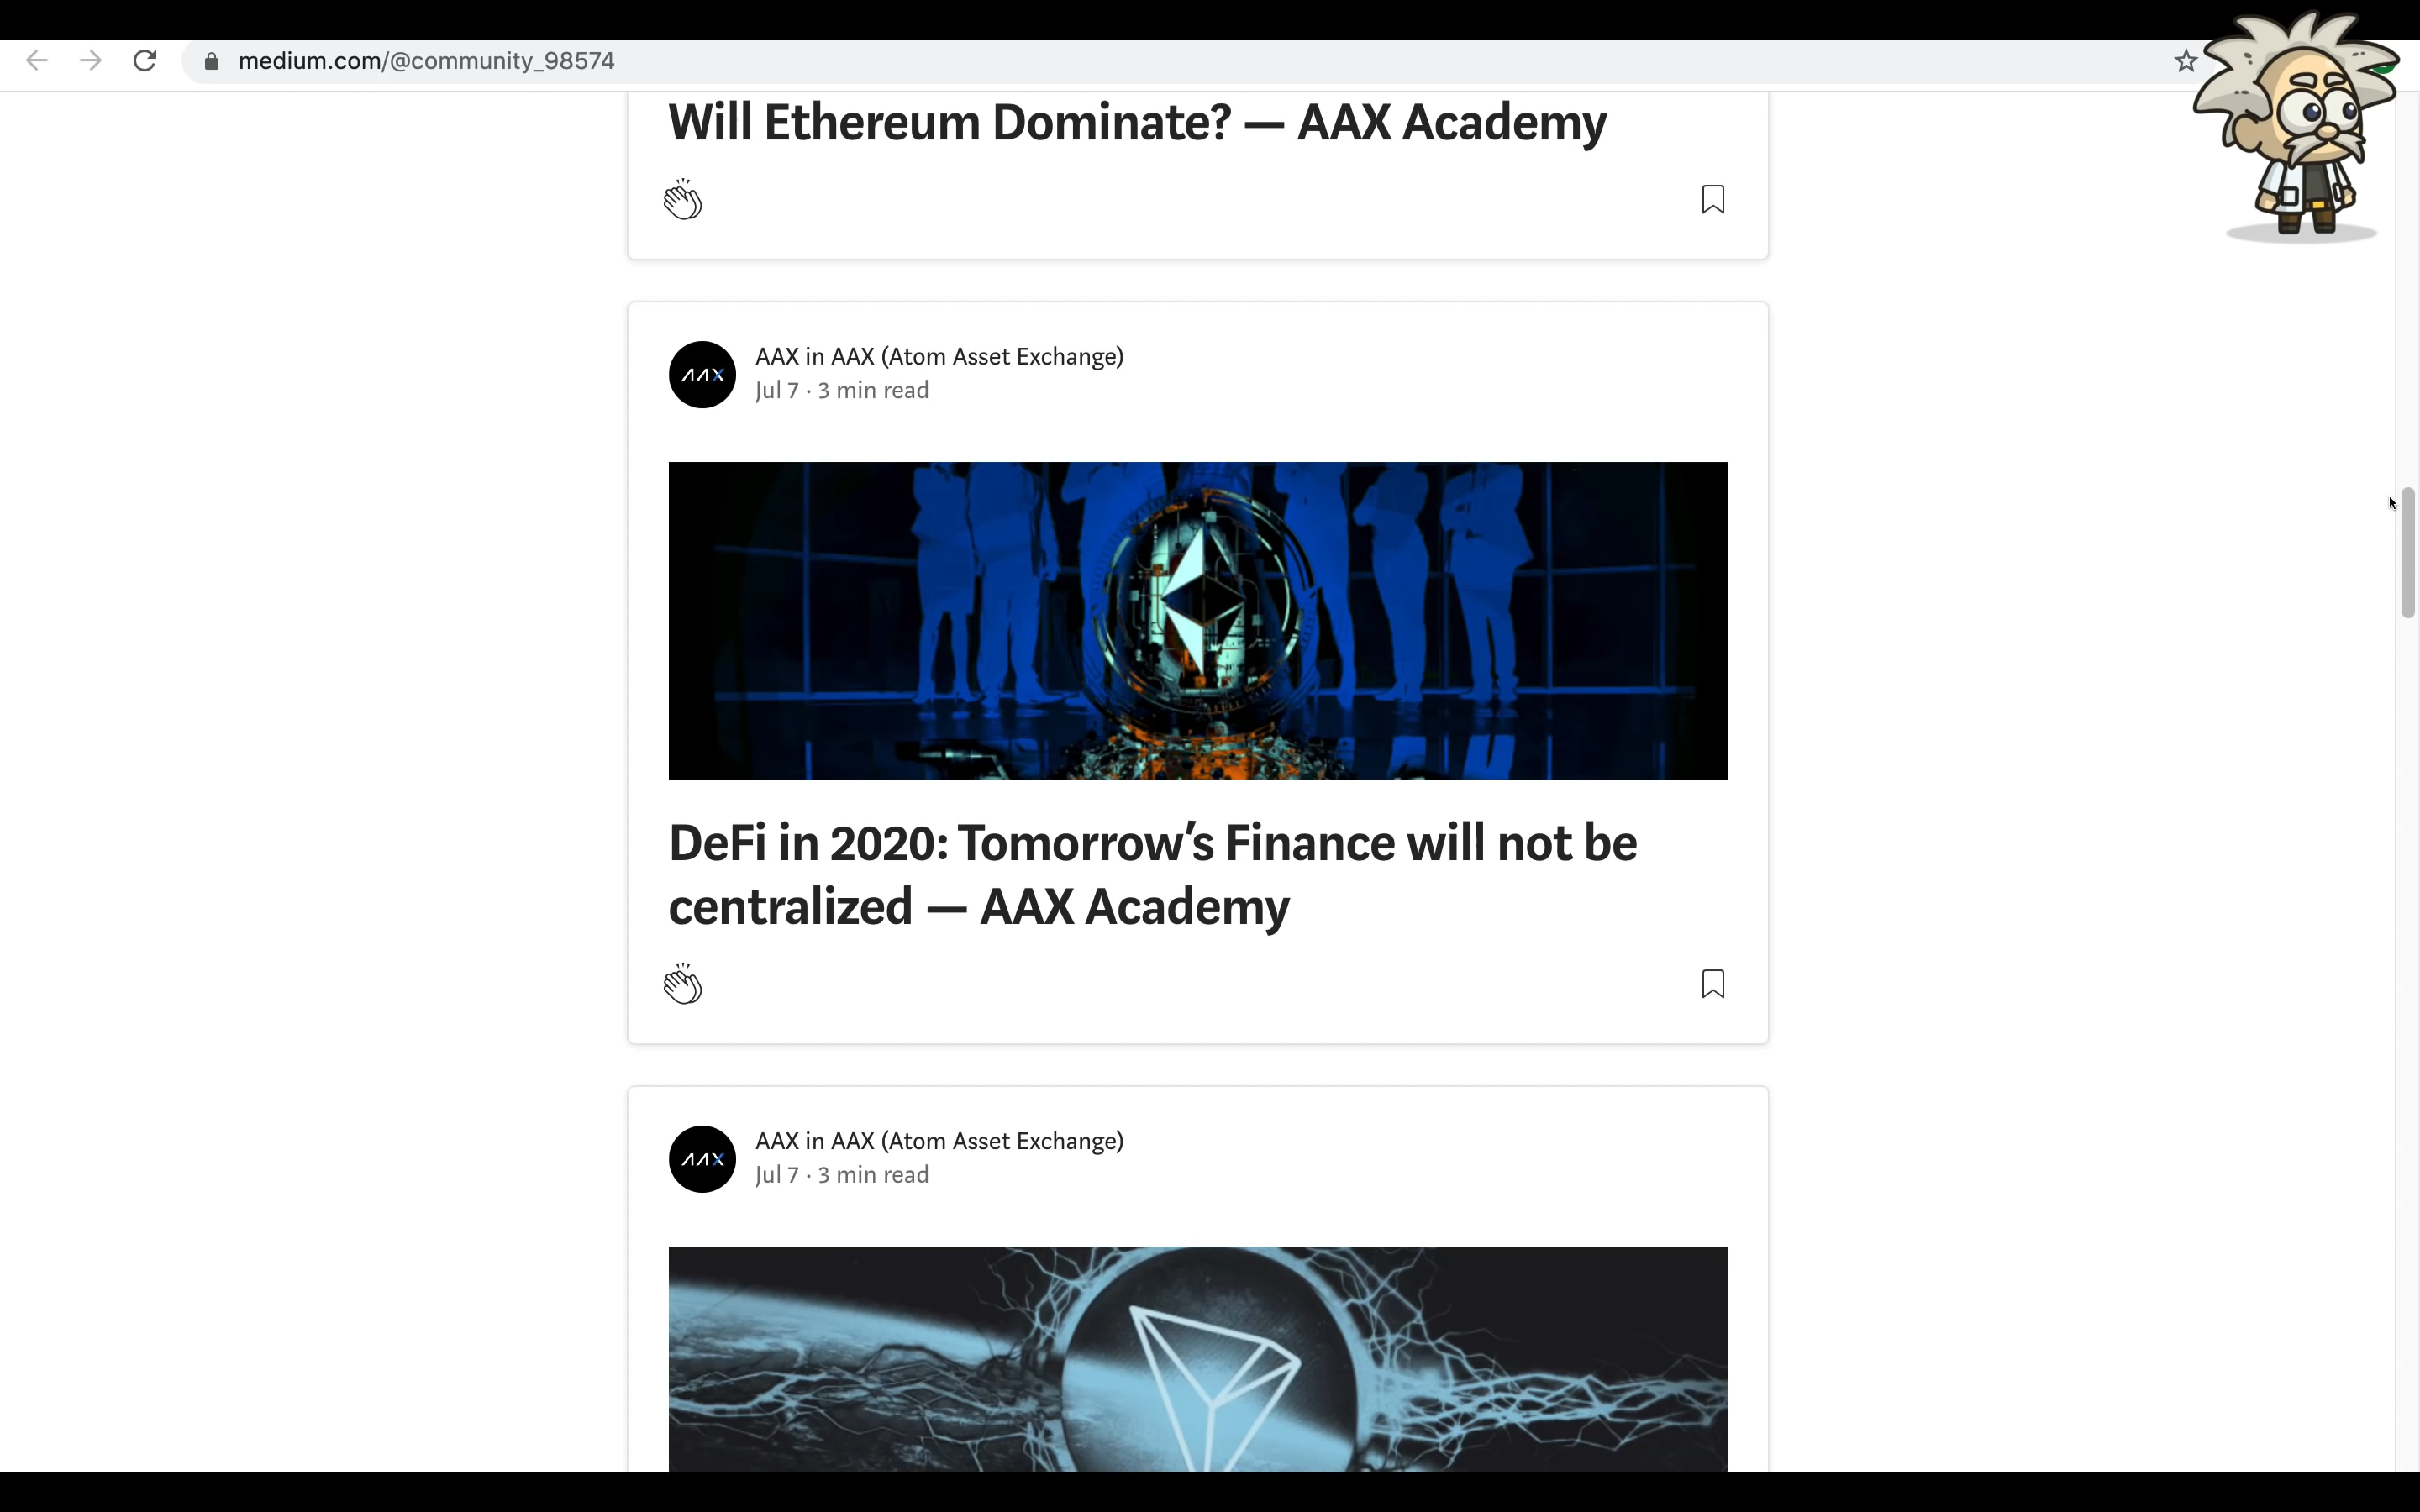 medium.com/@community_98574
Will Ethereum Dominate? — AAX Academy
AAX
AAX in AAX (Atom Asset Exchange)
Jul 7 · 3 min read
DeFi in 2020: Tomorrow’s Finance will not be
centralized — AAX Academy
AAX
AAX in AAX (Atom Asset Exchange)
Jul 7 · 3 min read